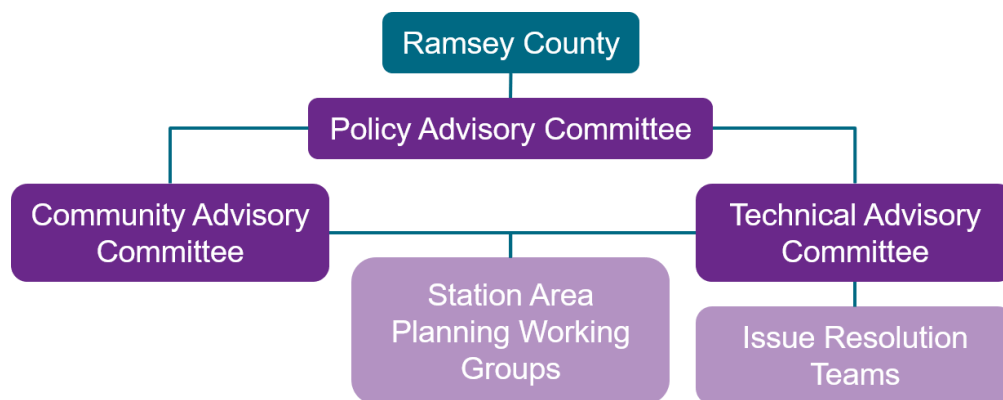 Ramsey County
Policy Advisory Committee
Community Advisory
Committee
Technical Advisory
Committee
Station Area
Planning Working
Groups
Issue Resolution
Teams